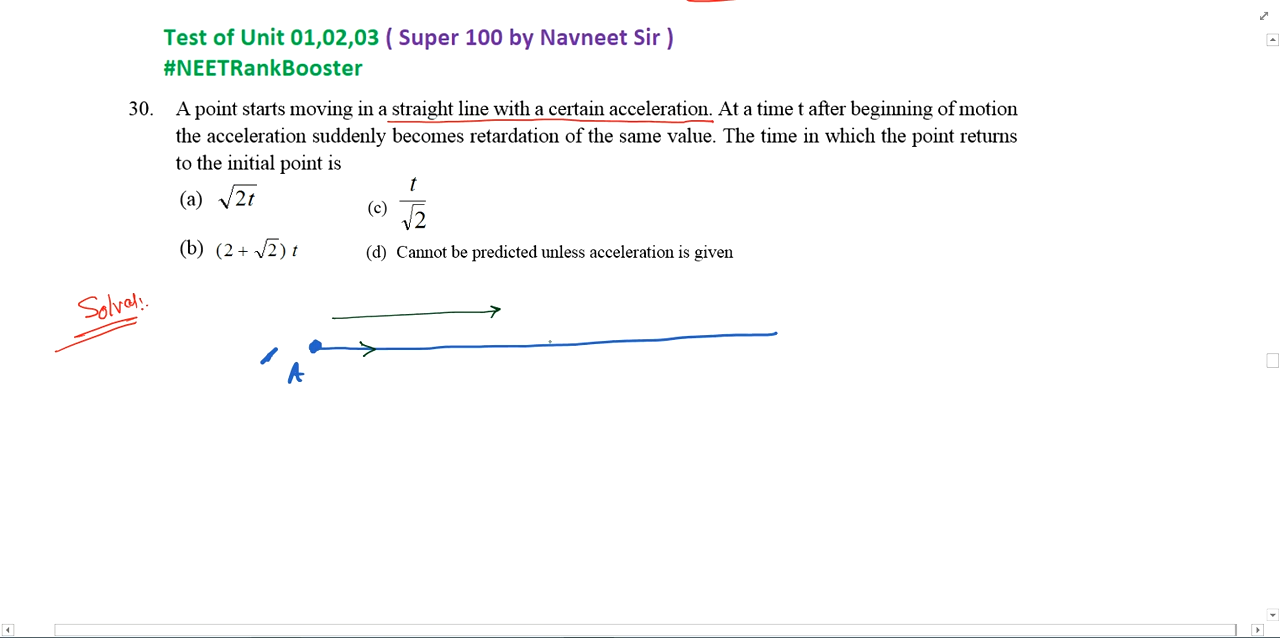 Test of Unit 01,02,03 ( Super 100 by Navneet Sir )
#NEETRankBooster
30. A point starts moving in a straight line with a certain acceleration. At a time t after beginning of motion
the acceleration suddenly becomes retardation of the same value. The time in which the point returns
to the initial point is
(a) √2t (c) t/√2
(b) (2 + √2) t (d) Cannot be predicted unless acceleration is given
A